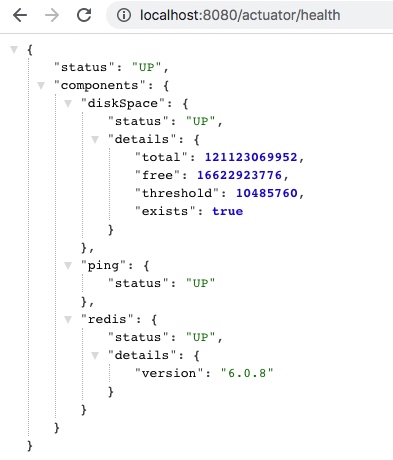 localhost:8080/actuator/health
{
"status": "UP",
"components": {
"diskSpace": {
"status": "UP",
"details": {
"total": 121123069952,
"free": 16622923776,
"threshold": 10485760,
"exists": true
}
},
"ping": {
"status": "UP"
},
"redis": {
"status": "UP",
"details": {
"version": "6.0.8"
}
}
}
}